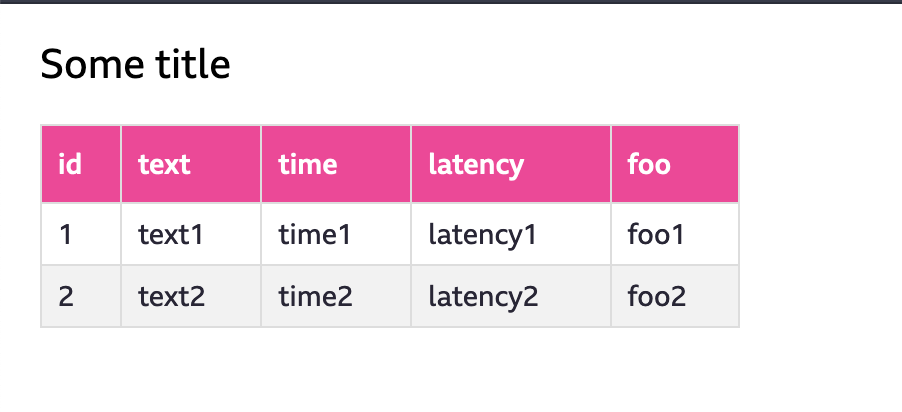 Some title
id text time latency foo
1 text1 time1 latency1 foo1
2 text2 time2 latency2 foo2